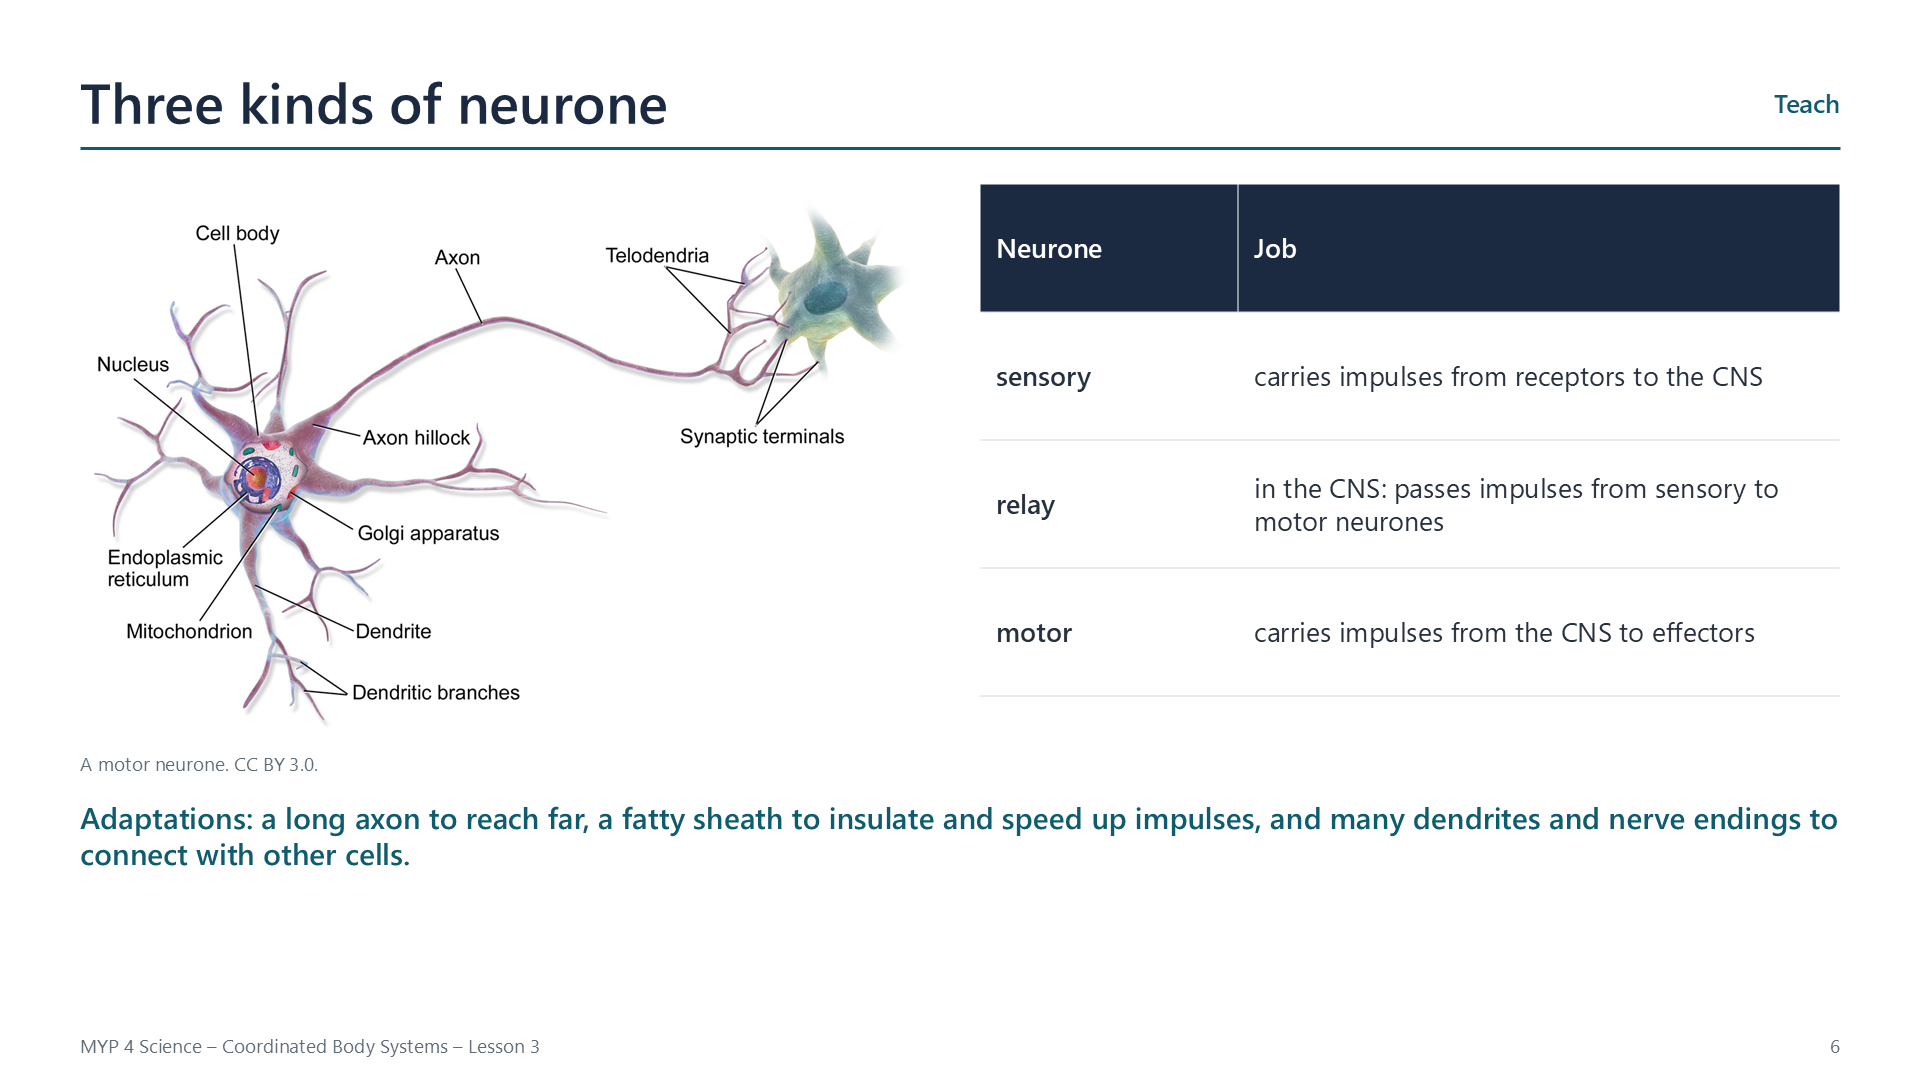 Three kinds of neurone
Teach
Cell body
Axon
Telodendria
Nucleus
Axon hillock
Synaptic terminals
Golgi apparatus
Endoplasmic
reticulum
Mitochondrion
Dendrite
Dendritic branches
Neurone Job
sensory carries impulses from receptors to the CNS
relay in the CNS: passes impulses from sensory to
motor neurones
motor carries impulses from the CNS to effectors
A motor neurone. CC BY 3.0.
Adaptations: a long axon to reach far, a fatty sheath to insulate and speed up impulses, and many dendrites and nerve endings to
connect with other cells.
MYP 4 Science – Coordinated Body Systems – Lesson 3
6